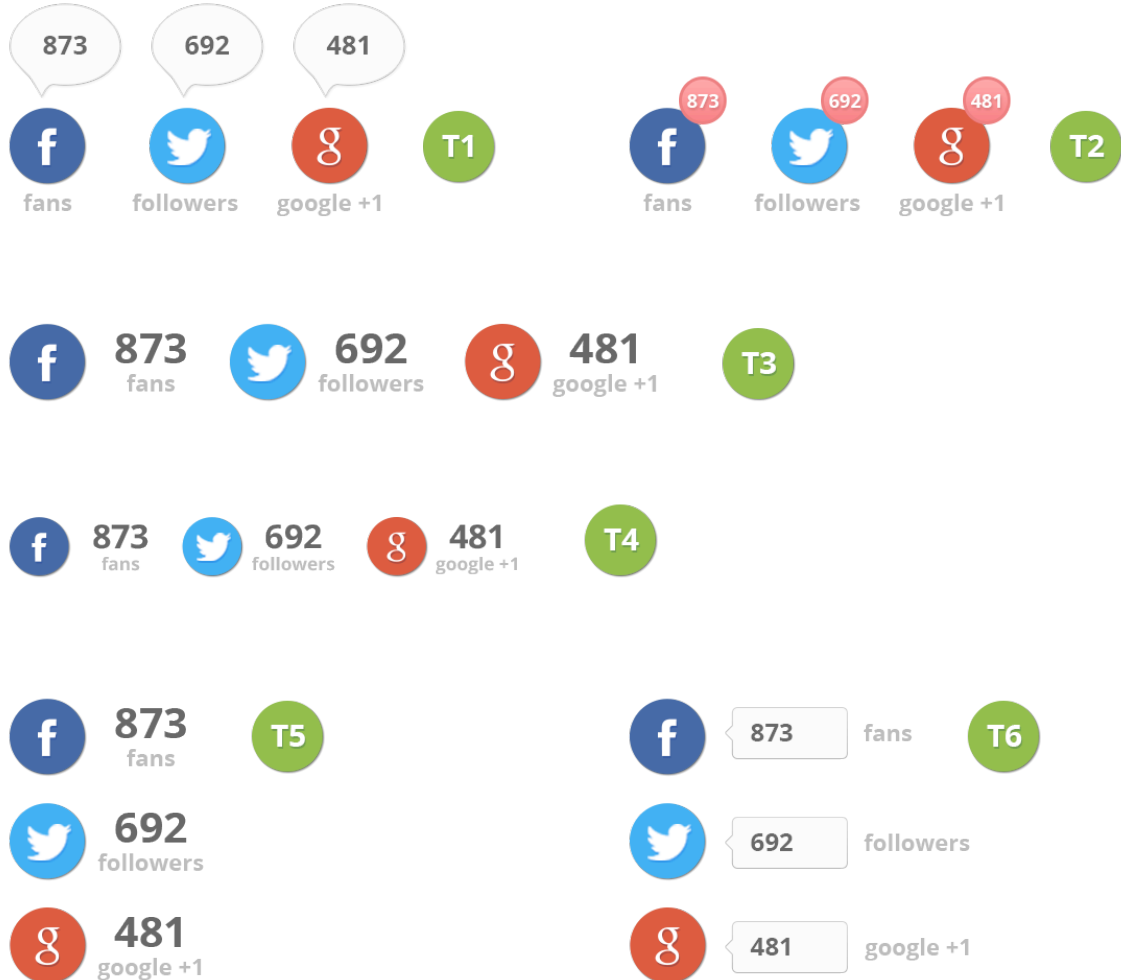 873 692 481
f g T1
fans followers google +1
873 692 481
f g T2
fans followers google +1
f 873 692 g 481 T3
fans followers google +1
f 873 692 g 481 T4
fans followers google +1
f 873 T5
fans
692
followers
g 481
google +1
f 873 fans T6
692 followers
g 481 google +1